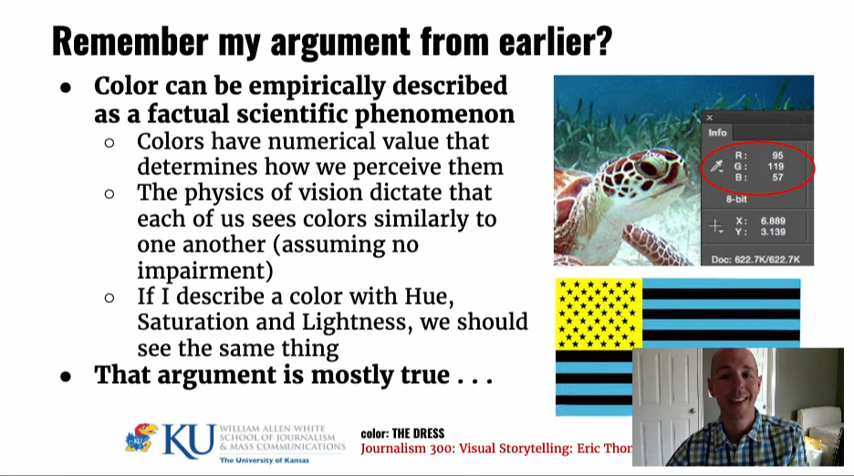 Remember my argument from earlier?
● Color can be empirically described
as a factual scientific phenomenon
○ Colors have numerical value that
determines how we perceive them
○ The physics of vision dictate that
each of us sees colors similarly to
one another (assuming no
impairment)
○ If I describe a color with Hue,
Saturation and Lightness, we should
see the same thing
● That argument is mostly true . . .
Info
R: 95
G: 119
B: 57
8-bit
X: 6.889
Y: 3.139
Doc: 622.7K/622.7K
KU
WILLIAM ALLEN WHITE
SCHOOL OF JOURNALISM
& MASS COMMUNICATIONS
The University of Kansas
color: THE DRESS
Journalism 300: Visual Storytelling: Eric Thom